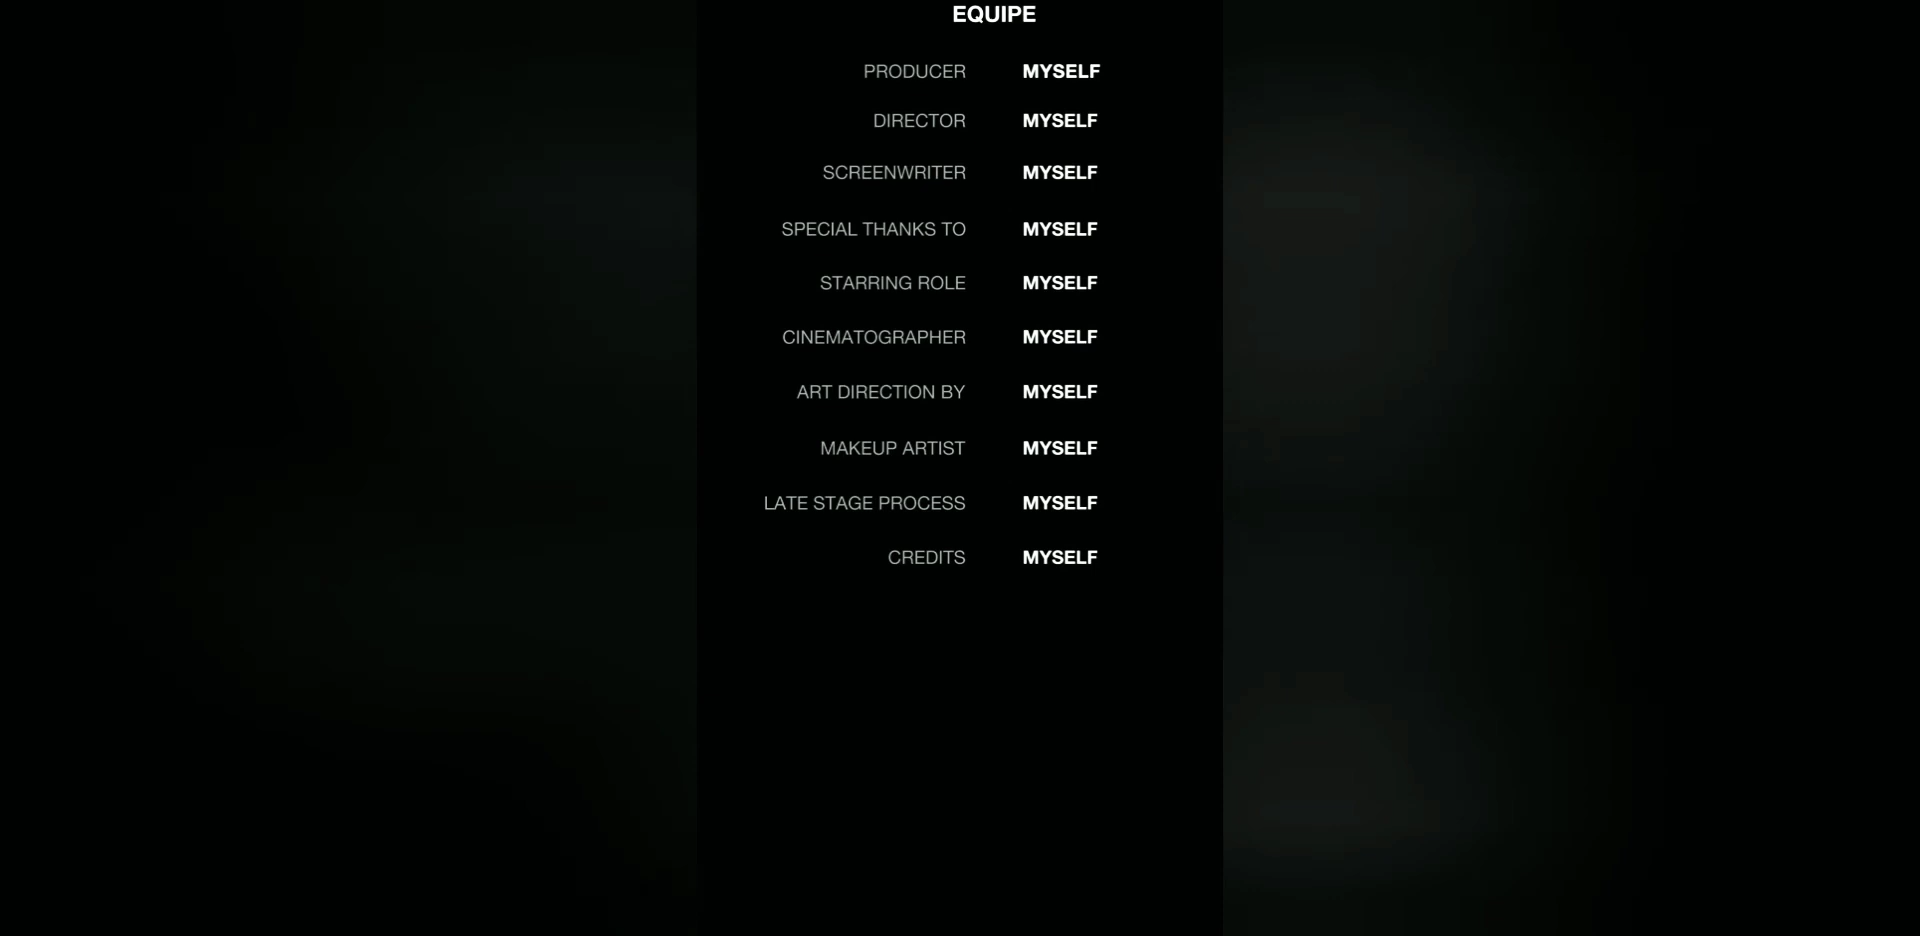 EQUIPE
PRODUCER MYSELF
DIRECTOR MYSELF
SCREENWRITER MYSELF
SPECIAL THANKS TO MYSELF
STARRING ROLE MYSELF
CINEMATOGRAPHER MYSELF
ART DIRECTION BY MYSELF
MAKEUP ARTIST MYSELF
LATE STAGE PROCESS MYSELF
CREDITS MYSELF